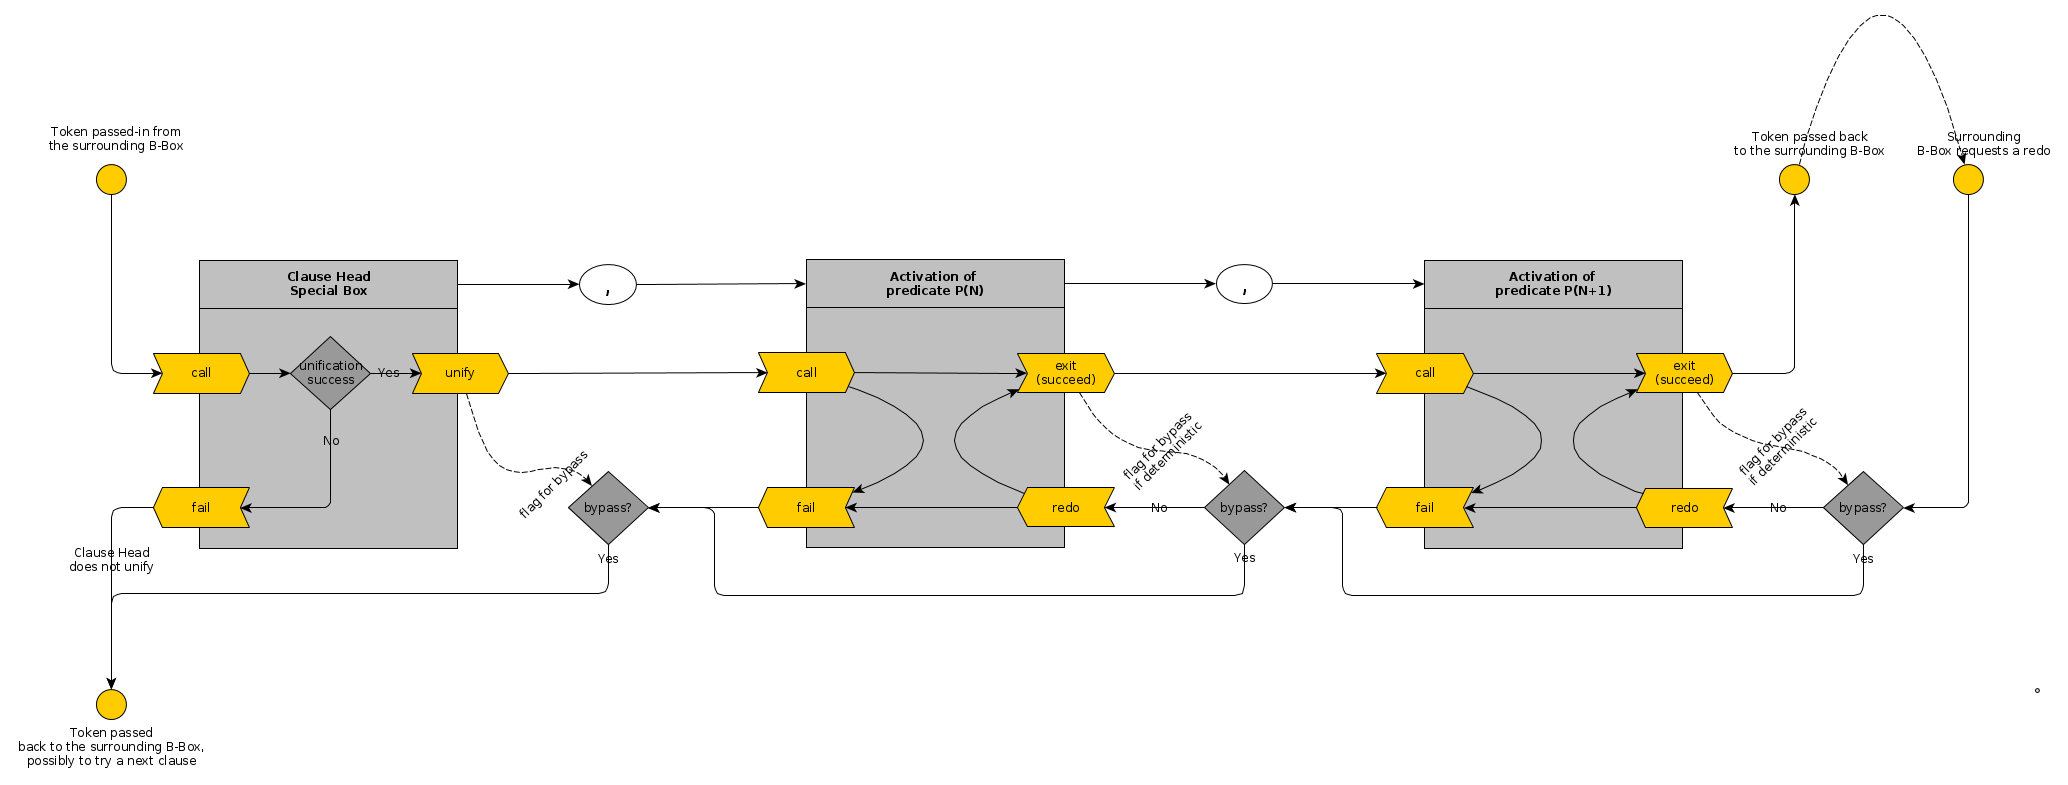 Token passed-in from
the surrounding B-Box
Token passed back
to the surrounding B-Box
Surrounding
B-Box requests a redo
Clause Head
Special Box
,
Activation of
predicate P(N)
,
Activation of
predicate P(N+1)
call
unification
success
Yes
unify
call
exit
(succeed)
call
exit
(succeed)
No
flag for bypass
flag for bypass
if deterministic
flag for bypass
if deterministic
fail
bypass?
fail
redo
No
bypass?
fail
redo
No
bypass?
Clause Head
does not unify
Yes
Yes
Yes
Token passed
back to the surrounding B-Box,
possibly to try a next clause